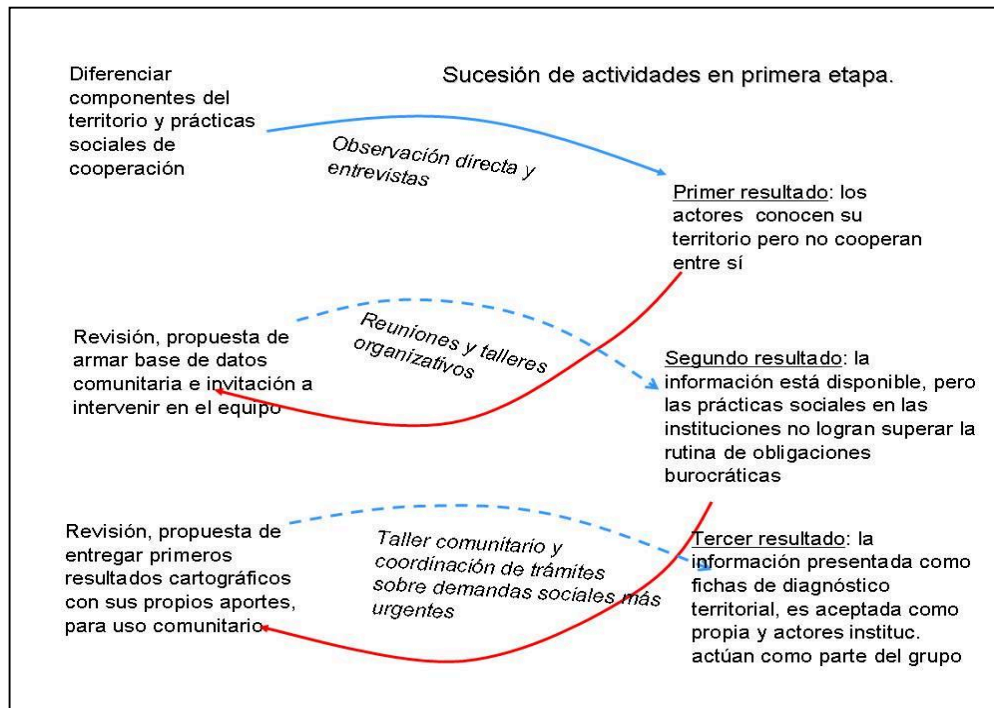 Sucesión de actividades en primera etapa.
Diferenciar
componentes del
territorio y prácticas
sociales de
cooperación
Observación directa y
entrevistas
Primer resultado: los
actores conocen su
territorio pero no cooperan
entre sí
Revisión, propuesta de
armar base de datos
comunitaria e invitación a
intervenir en el equipo
Reuniones y talleres
organizativos
Segundo resultado: la
información está disponible, pero
las prácticas sociales en las
instituciones no logran superar la
rutina de obligaciones
burocráticas
Revisión, propuesta de
entregar primeros
resultados cartográficos
con sus propios aportes,
para uso comunitario
Taller comunitario y
coordinación de trámites
sobre demandas sociales más
urgentes
Tercer resultado: la
información presentada como
fichas de diagnóstico
territorial, es aceptada como
propia y actores instituc.
actúan como parte del grupo